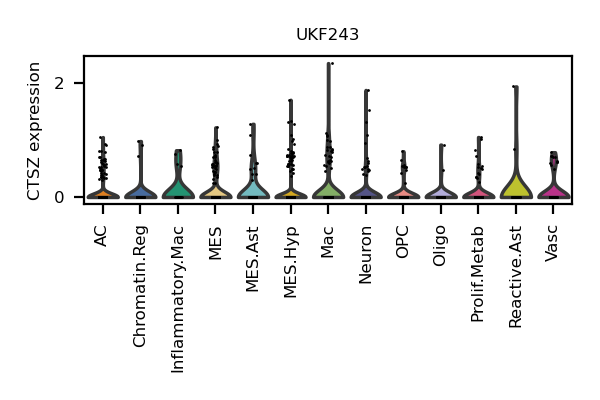 UKF243
CTSZ expression
2
0
AC
Chromatin.Reg
Inflammatory.Mac
MES
MES.Ast
MES.Hyp
Mac
Neuron
OPC
Oligo
Prolif.Metab
Reactive.Ast
Vasc